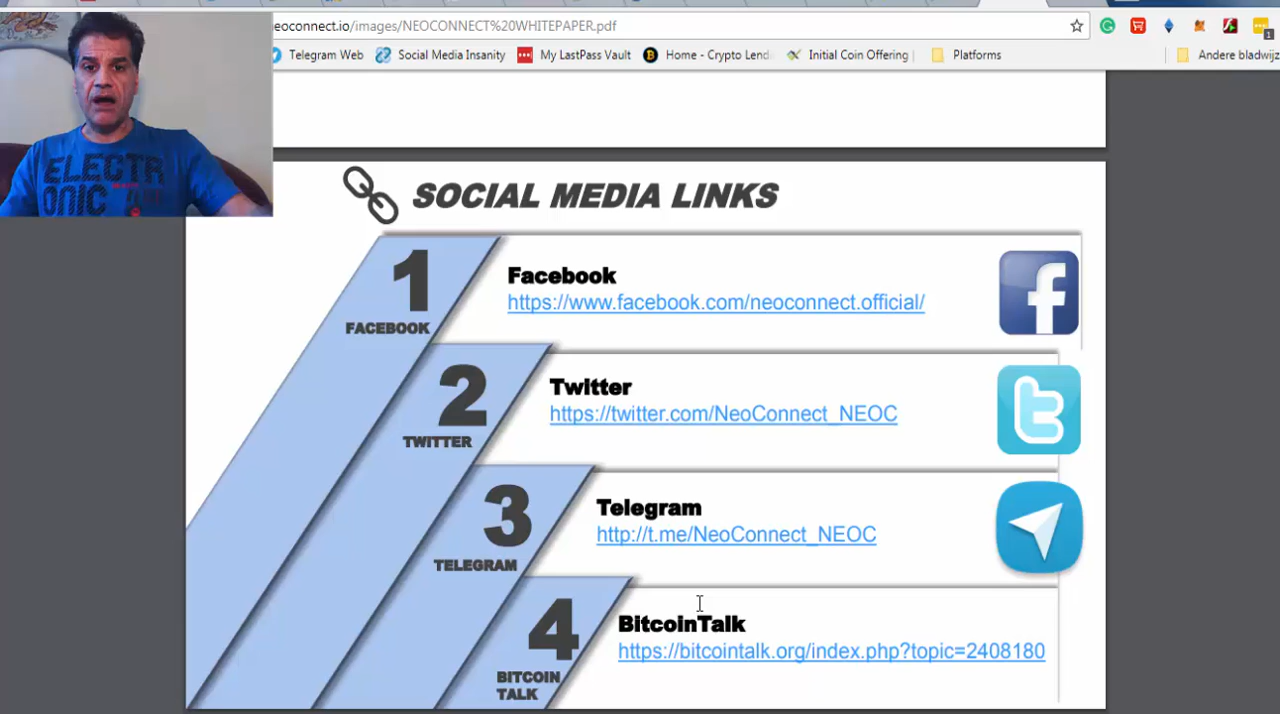 neoconnect.io/images/NEOCONNECT%20WHITEPAPER.pdf
1
Telegram Web Social Media Insanity My LastPass Vault Home - Crypto Lend Initial Coin Offering | Platforms Andere bladwijz
ELECTR
ONIC
SOCIAL MEDIA LINKS
1
FACEBOOK
Facebook
https://www.facebook.com/neoconnect.official/
2
TWITTER
Twitter
https://twitter.com/NeoConnect_NEOC
3
TELEGRAM
Telegram
http://t.me/NeoConnect_NEOC
4
BITCOIN
TALK
BitcoinTalk
https://bitcointalk.org/index.php?topic=2408180